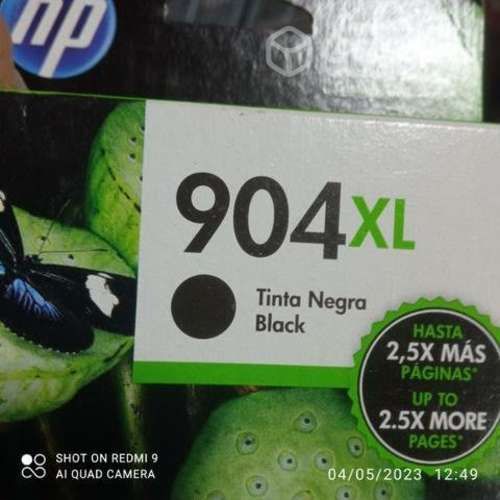 hp
904XL
Tinta Negra
Black
HASTA
2,5X MÁS
PÁGINAS*
UP TO
2.5X MORE
PAGES*
SHOT ON REDMI 9
AI QUAD CAMERA
04/05/2023 12:49